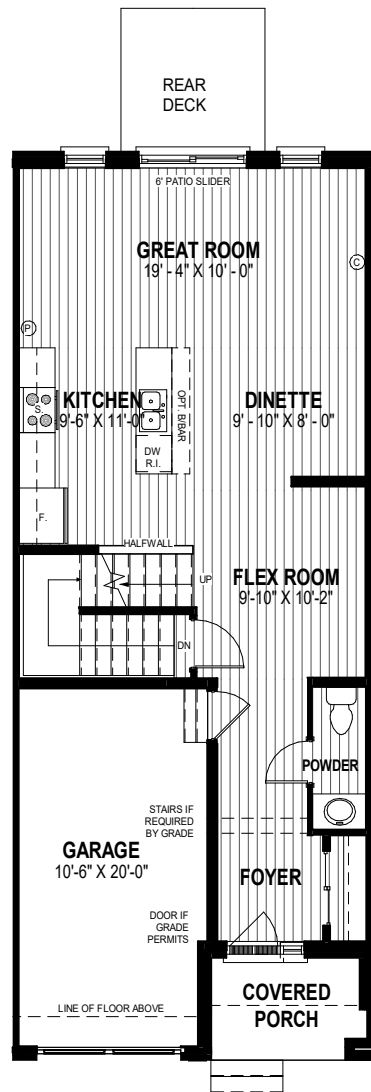 REAR
DECK
6' PATIO SLIDER
GREAT ROOM
19' - 4" X 10' - 0"
C
P
S.
KITCHEN
9'-6" X 11'-0"
OPT. B/BAR
DINETTE
9' - 10" X 8' - 0"
DW
R.I.
F.
HALFWALL
UP
FLEX ROOM
9'-10" X 10'-2"
DN
POWDER
STAIRS IF
REQUIRED
BY GRADE
GARAGE
10'-6" X 20'-0"
FOYER
DOOR IF
GRADE
PERMITS
COVERED
PORCH
LINE OF FLOOR ABOVE